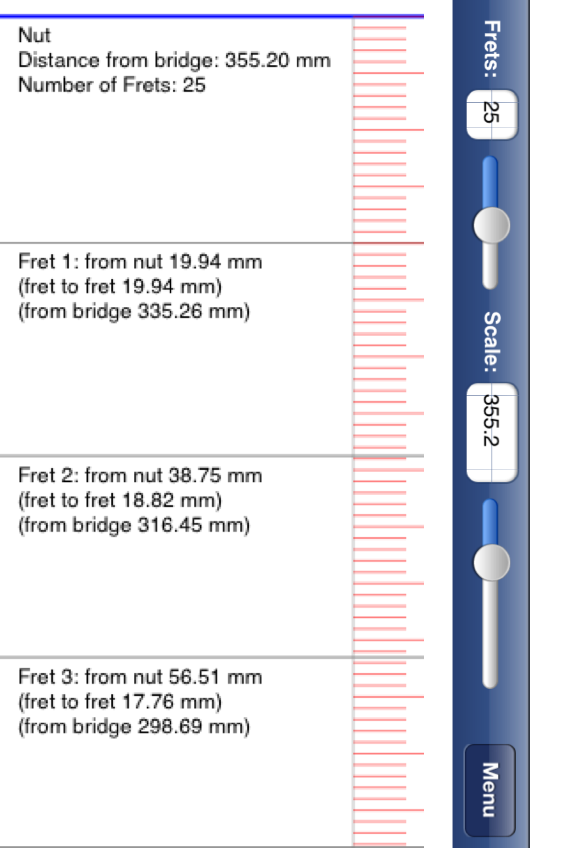 Nut
Distance from bridge: 355.20 mm
Number of Frets: 25
Fret 1: from nut 19.94 mm
(fret to fret 19.94 mm)
(from bridge 335.26 mm)
Fret 2: from nut 38.75 mm
(fret to fret 18.82 mm)
(from bridge 316.45 mm)
Fret 3: from nut 56.51 mm
(fret to fret 17.76 mm)
(from bridge 298.69 mm)
Frets: 25
Scale: 355.2
Menu